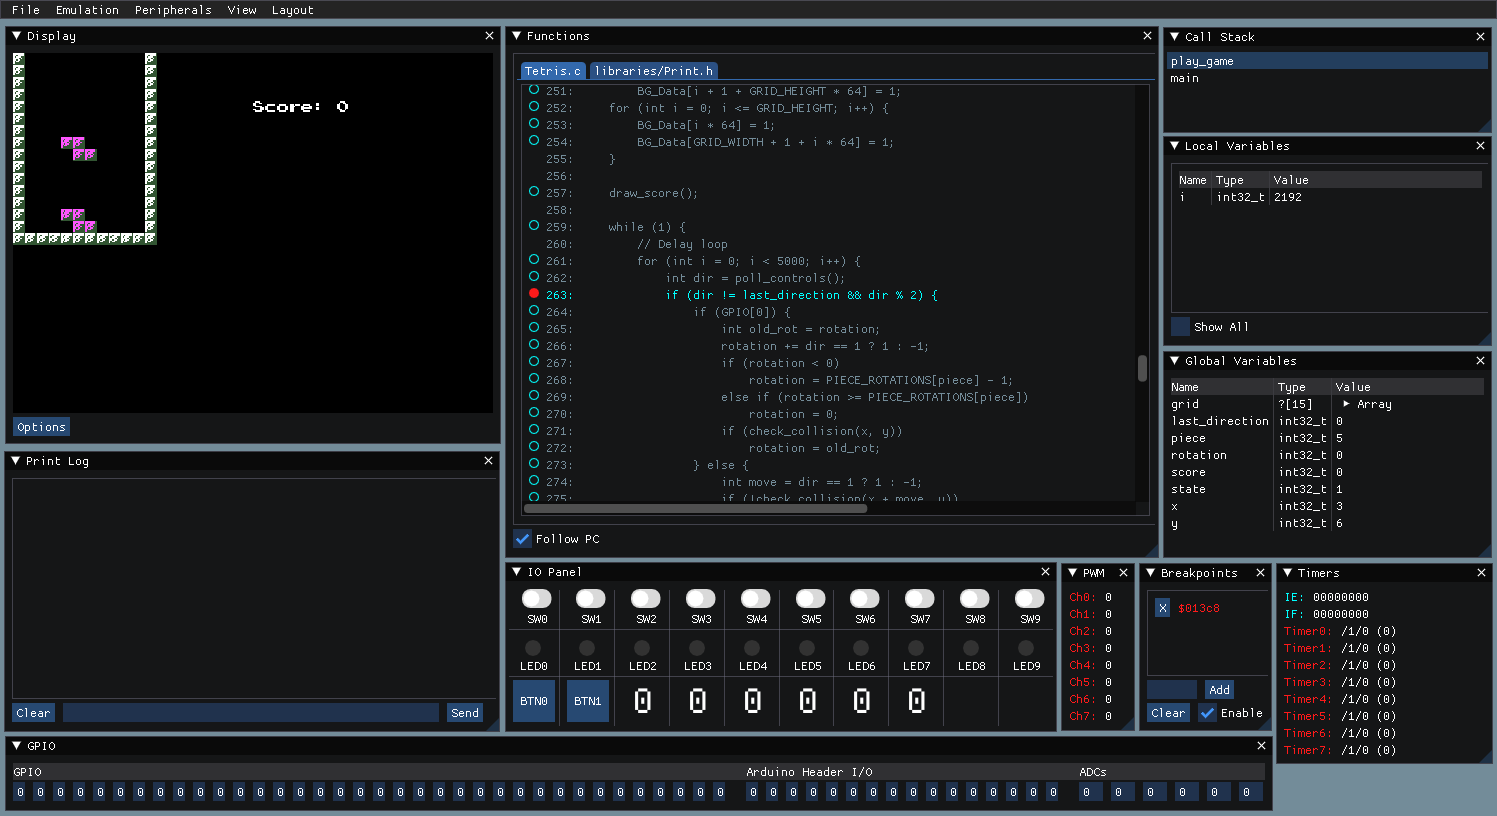 File Emulation Peripherals View Layout
Display
Score: 0
Options
Print Log
Clear Send
Functions
Tetris.c libraries/Print.h
251: BG_Data[i + 1 + GRID_HEIGHT * 64] = 1;
252: for (int i = 0; i <= GRID_HEIGHT; i++) {
253: BG_Data[i * 64] = 1;
254: BG_Data[GRID_WIDTH + 1 + i * 64] = 1;
255: }
256:
257: draw_score();
258:
259: while (1) {
260: // Delay loop
261: for (int i = 0; i < 5000; i++) {
262: int dir = poll_controls();
263: if (dir != last_direction && dir % 2) {
264: if (GPIO[0]) {
265: int old_rot = rotation;
266: rotation += dir == 1 ? 1 : -1;
267: if (rotation < 0)
268: rotation = PIECE_ROTATIONS[piece] - 1;
269: else if (rotation >= PIECE_ROTATIONS[piece])
270: rotation = 0;
271: if (check_collision(x, y))
272: rotation = old_rot;
273: } else {
274: int move = dir == 1 ? 1 : -1;
275: if (!check_collision(x + move, y))
Follow PC
Call Stack
play_game
main
Local Variables
Name Type Value
i int32_t 2192
Show All
Global Variables
Name Type Value
grid ?[15] Array
last_direction int32_t 0
piece int32_t 5
rotation int32_t 0
score int32_t 0
state int32_t 1
x int32_t 3
y int32_t 6
IO Panel
SW0 SW1 SW2 SW3 SW4 SW5 SW6 SW7 SW8 SW9
LED0 LED1 LED2 LED3 LED4 LED5 LED6 LED7 LED8 LED9
BTN0 BTN1 0 0 0 0 0 0
PWM
Ch0: 0
Ch1: 0
Ch2: 0
Ch3: 0
Ch4: 0
Ch5: 0
Ch6: 0
Ch7: 0
Breakpoints
X $013c8
Add
Clear Enable
Timers
IE: 00000000
IF: 00000000
Timer0: /1/0 (0)
Timer1: /1/0 (0)
Timer2: /1/0 (0)
Timer3: /1/0 (0)
Timer4: /1/0 (0)
Timer5: /1/0 (0)
Timer6: /1/0 (0)
Timer7: /1/0 (0)
GPIO
GPIO Arduino Header I/O ADCs
0 0 0 0 0 0 0 0 0 0 0 0 0 0 0 0 0 0 0 0 0 0 0 0 0 0 0 0 0 0 0 0 0 0 0 0 0 0 0 0 0 0 0 0 0 0 0 0 0 0 0 0 0 0 0 0 0 0